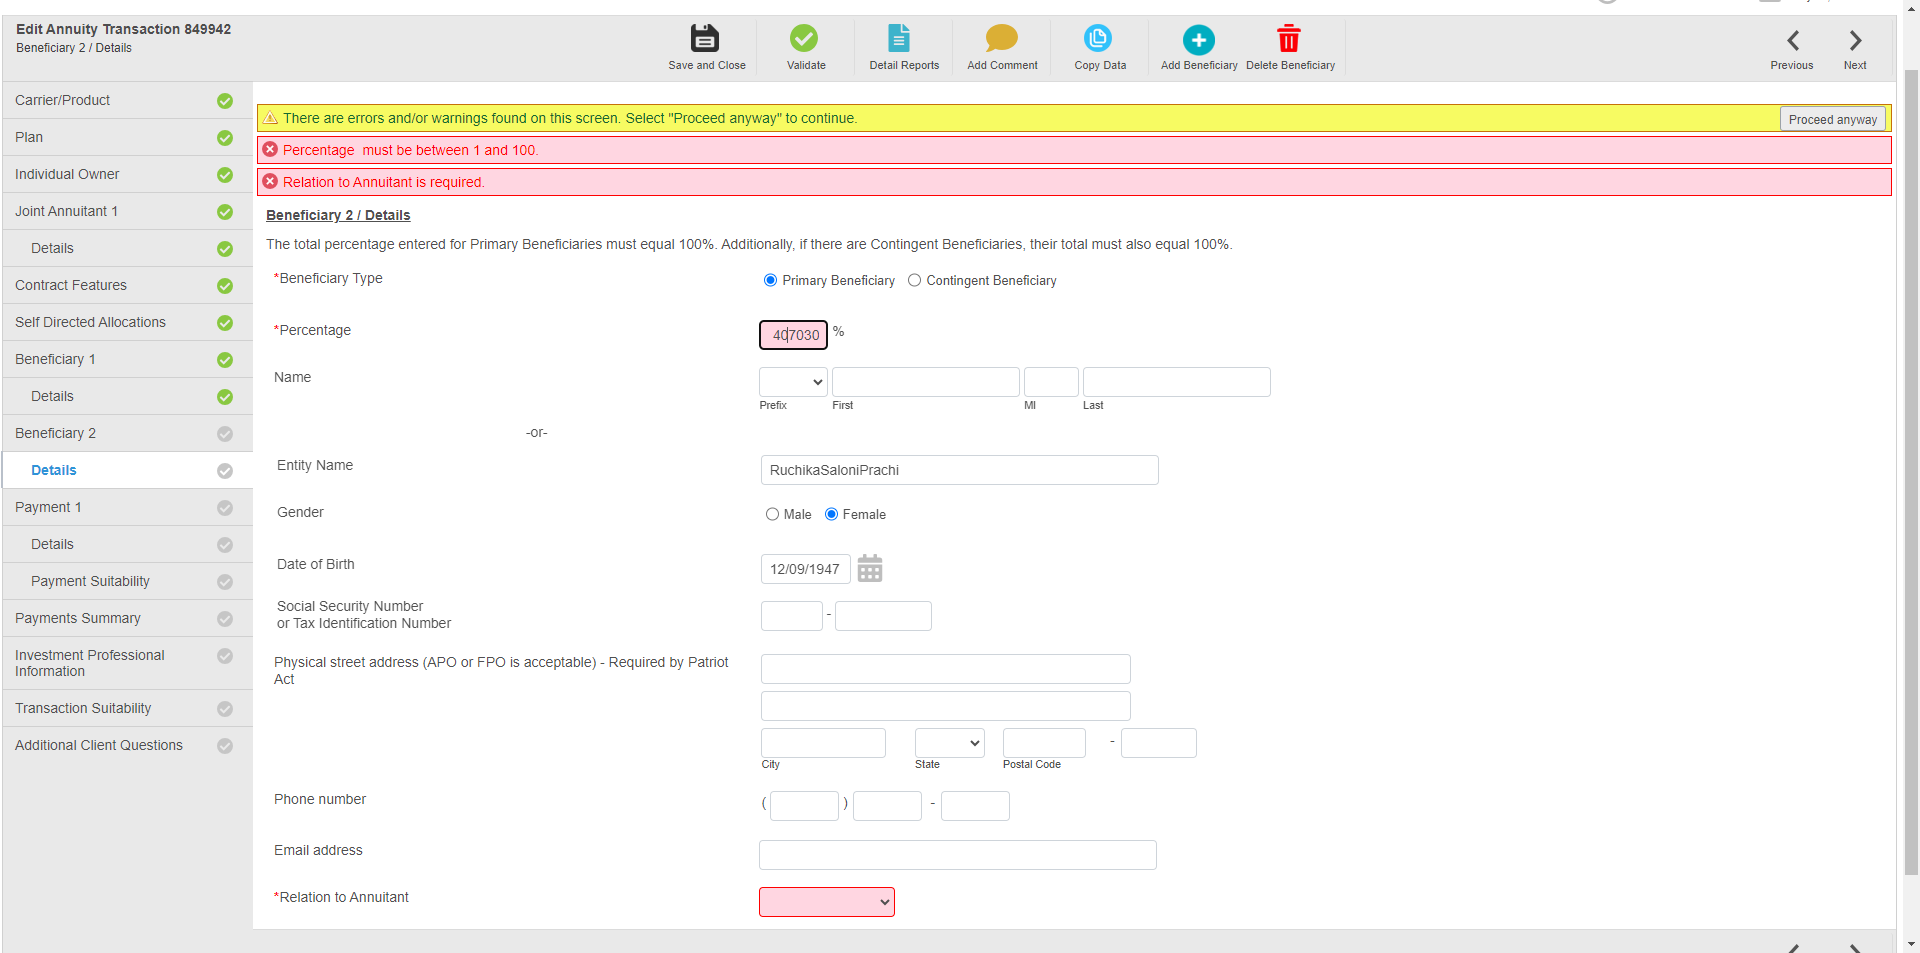 Edit Annuity Transaction 849942
Beneficiary 2 / Details
Save and Close
Validate
Detail Reports
Add Comment
Copy Data
Add Beneficiary
Delete Beneficiary
Previous
Next
Carrier/Product
Plan
Individual Owner
Joint Annuitant 1
Details
Contract Features
Self Directed Allocations
Beneficiary 1
Details
Beneficiary 2
Details
Payment 1
Details
Payment Suitability
Payments Summary
Investment Professional
Information
Transaction Suitability
Additional Client Questions
There are errors and/or warnings found on this screen. Select "Proceed anyway" to continue.
Proceed anyway
Percentage  must be between 1 and 100.
Relation to Annuitant is required.
Beneficiary 2 / Details
The total percentage entered for Primary Beneficiaries must equal 100%. Additionally, if there are Contingent Beneficiaries, their total must also equal 100%.
*Beneficiary Type
Primary Beneficiary
Contingent Beneficiary
*Percentage
407030 %
Name
Prefix
First
MI
Last
-or-
Entity Name
RuchikaSaloniPrachi
Gender
Male
Female
Date of Birth
12/09/1947
Social Security Number
or Tax Identification Number
-
Physical street address (APO or FPO is acceptable) - Required by Patriot
Act
-
City
State
Postal Code
Phone number
( ) -
Email address
*Relation to Annuitant